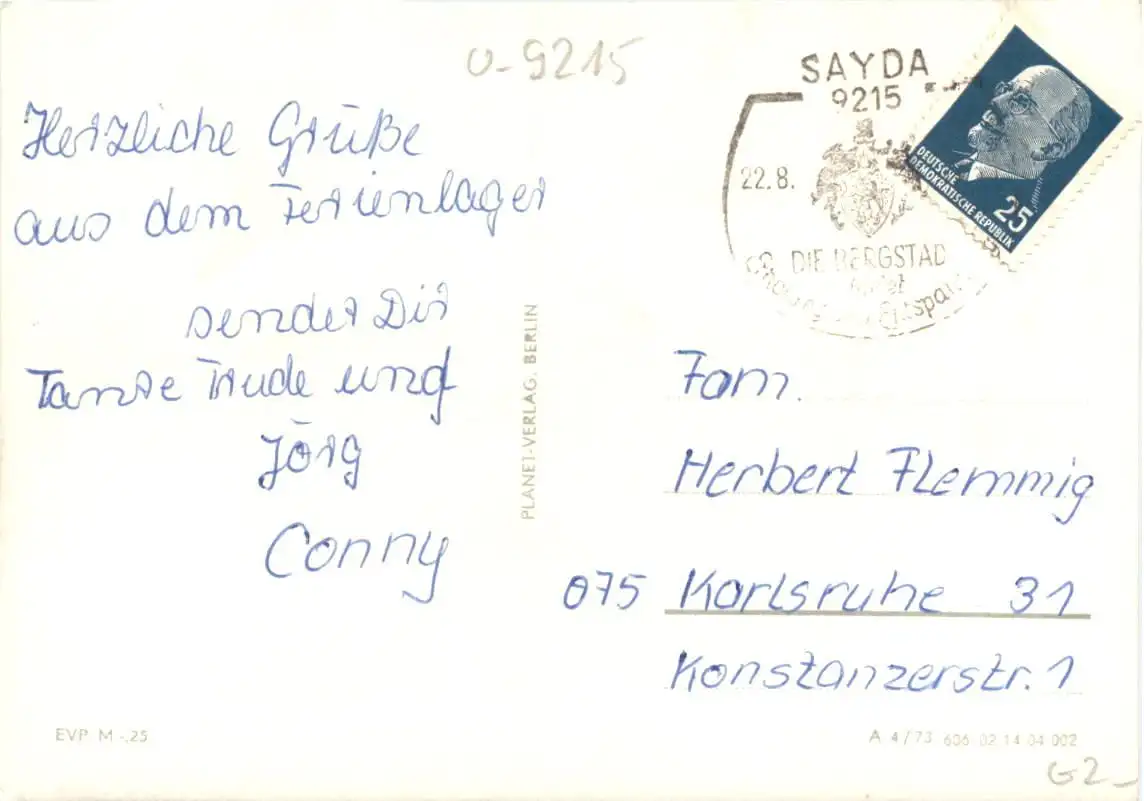 U-9215
Herzliche Grüße
aus dem Ferienlager
sendet Dir
Tante Trude und
Jörg
Conny
PLANET-VERLAG, BERLIN
SAYDA
9215
22.8.
DIE BERGSTAD
DEUTSCHE
DEMOKRATISCHE REPUBLIK
25
Fam.
Herbert Flemmig
075 Karlsruhe 31
Konstanzerstr. 1
EVP M -,25
A 4/73 606 02 14 04 002
G2